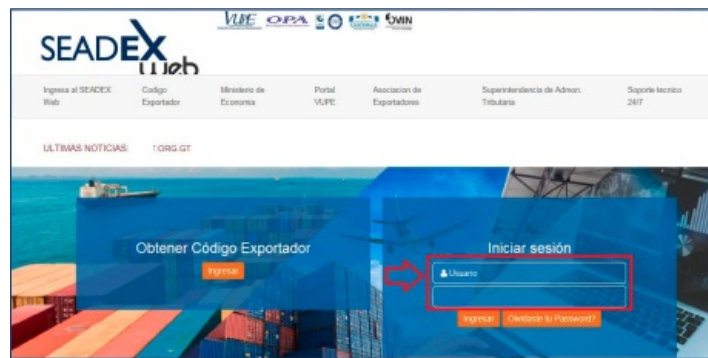 VUPE OPA OVIN
SEADEX
Web
Ingresa al SEADEX Web
Codigo Exportador
Ministerio de Economia
Portal VUPE
Asociacion de Exportadores
Superintendencia de Admon. Tributaria
Soporte tecnico 24/7
ULTIMAS NOTICIAS: T.ORG.GT
Obtener Código Exportador
Ingresar
Iniciar sesión
Usuario
Ingresar Olvidaste tu Password?